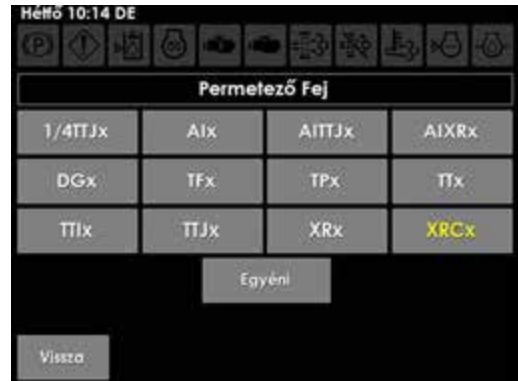 Hétfő 10:14 DE
Permetező Fej
1/4TTJx AIx AITTJx AIXRx
DGx TFx TPx TTx
TTIx TTJx XRx XRCx
Egyéni
Vissza